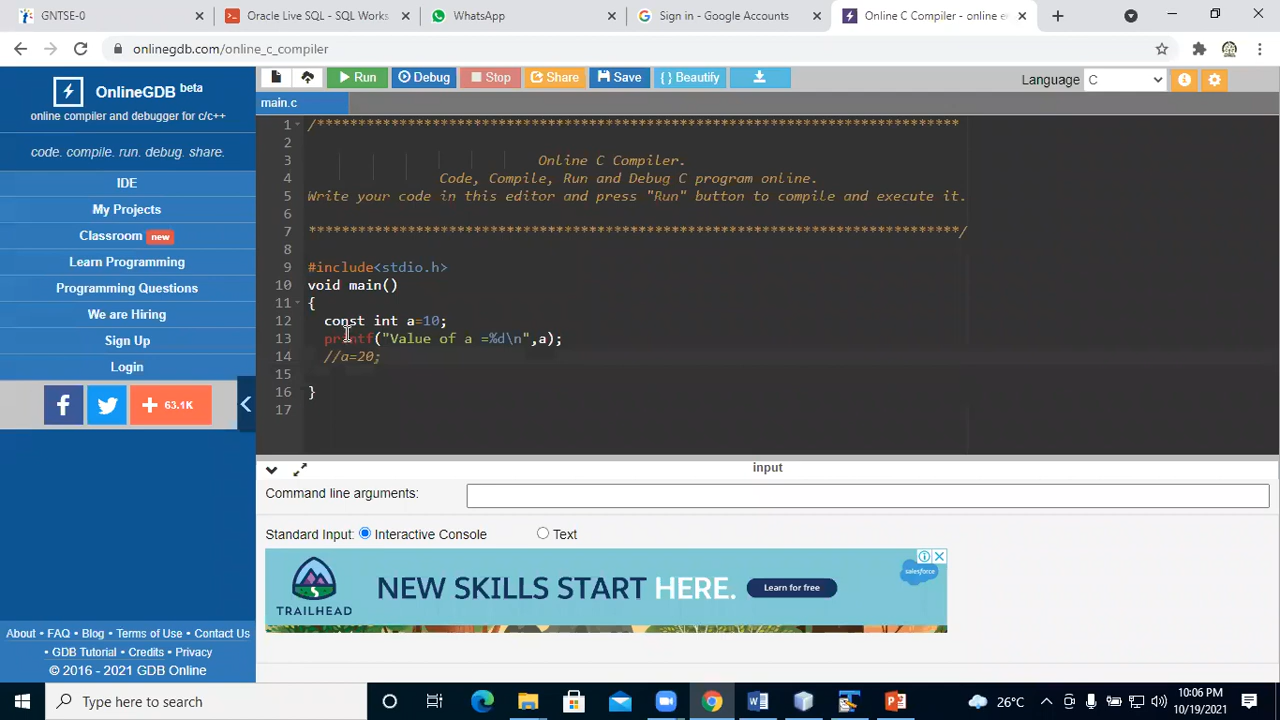 GNTSE-0
Oracle Live SQL - SQL Works
WhatsApp
Sign in - Google Accounts
Online C Compiler - online e
onlinegdb.com/online_c_compiler
OnlineGDB beta
online compiler and debugger for c/c++
code. compile. run. debug. share.
IDE
My Projects
Classroom new
Learn Programming
Programming Questions
We are Hiring
Sign Up
Login
f
+ 63.1K
About • FAQ • Blog • Terms of Use • Contact Us
• GDB Tutorial • Credits • Privacy
© 2016 - 2021 GDB Online
Run Debug Stop Share Save { } Beautify
Language C
main.c
1 /******************************************************************************
2
3 Online C Compiler.
4 Code, Compile, Run and Debug C program online.
5 Write your code in this editor and press "Run" button to compile and execute it.
6
7 *******************************************************************************/
8
9 #include<stdio.h>
10 void main()
11 {
12 const int a=10;
13 printf("Value of a =%d\n",a);
14 //a=20;
15
16 }
17
input
Command line arguments:
Standard Input: Interactive Console Text
TRAILHEAD
NEW SKILLS START HERE.
Learn for free
salesforce
Type here to search
26°C
10:06 PM
10/19/2021